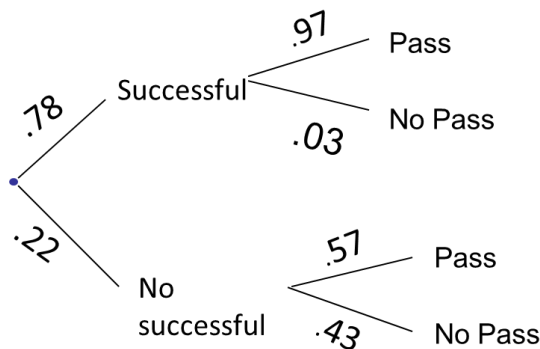 .97
Pass
Successful
.78
No Pass
.03
.22
.57
Pass
No
successful
.43
No Pass